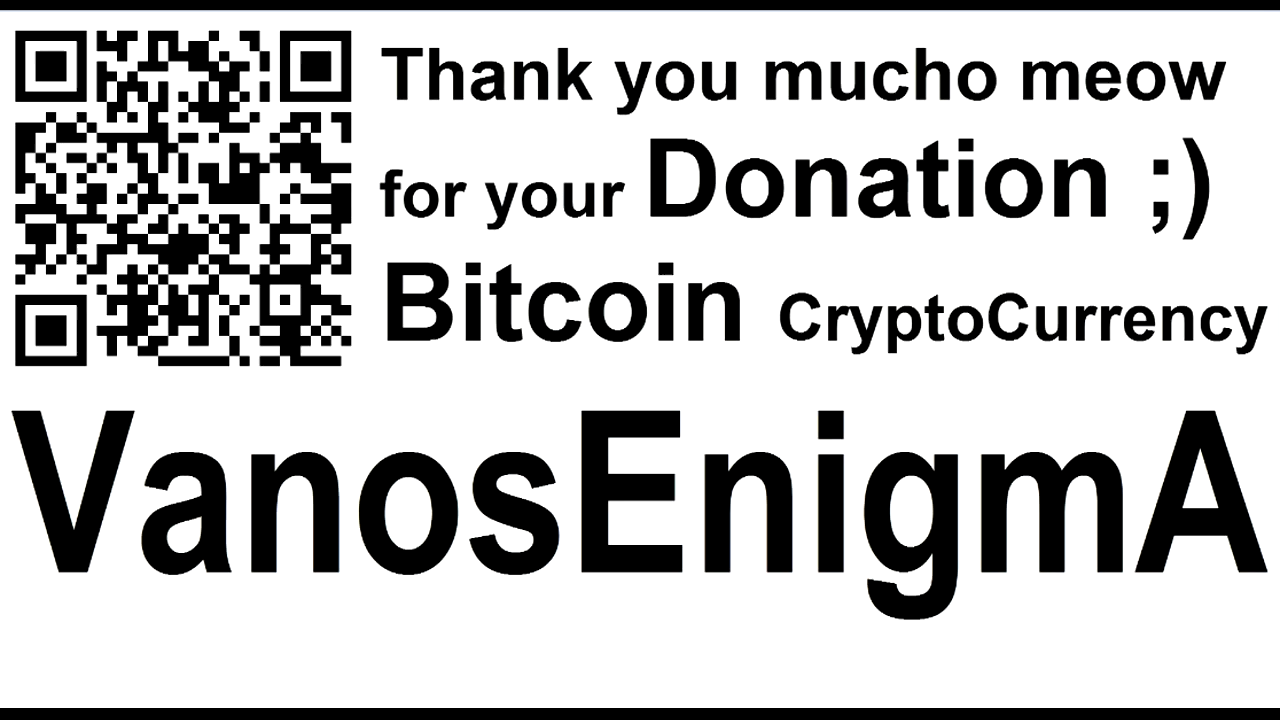 Thank you mucho meow
for your Donation ;)
Bitcoin CryptoCurrency
VanosEnigmA